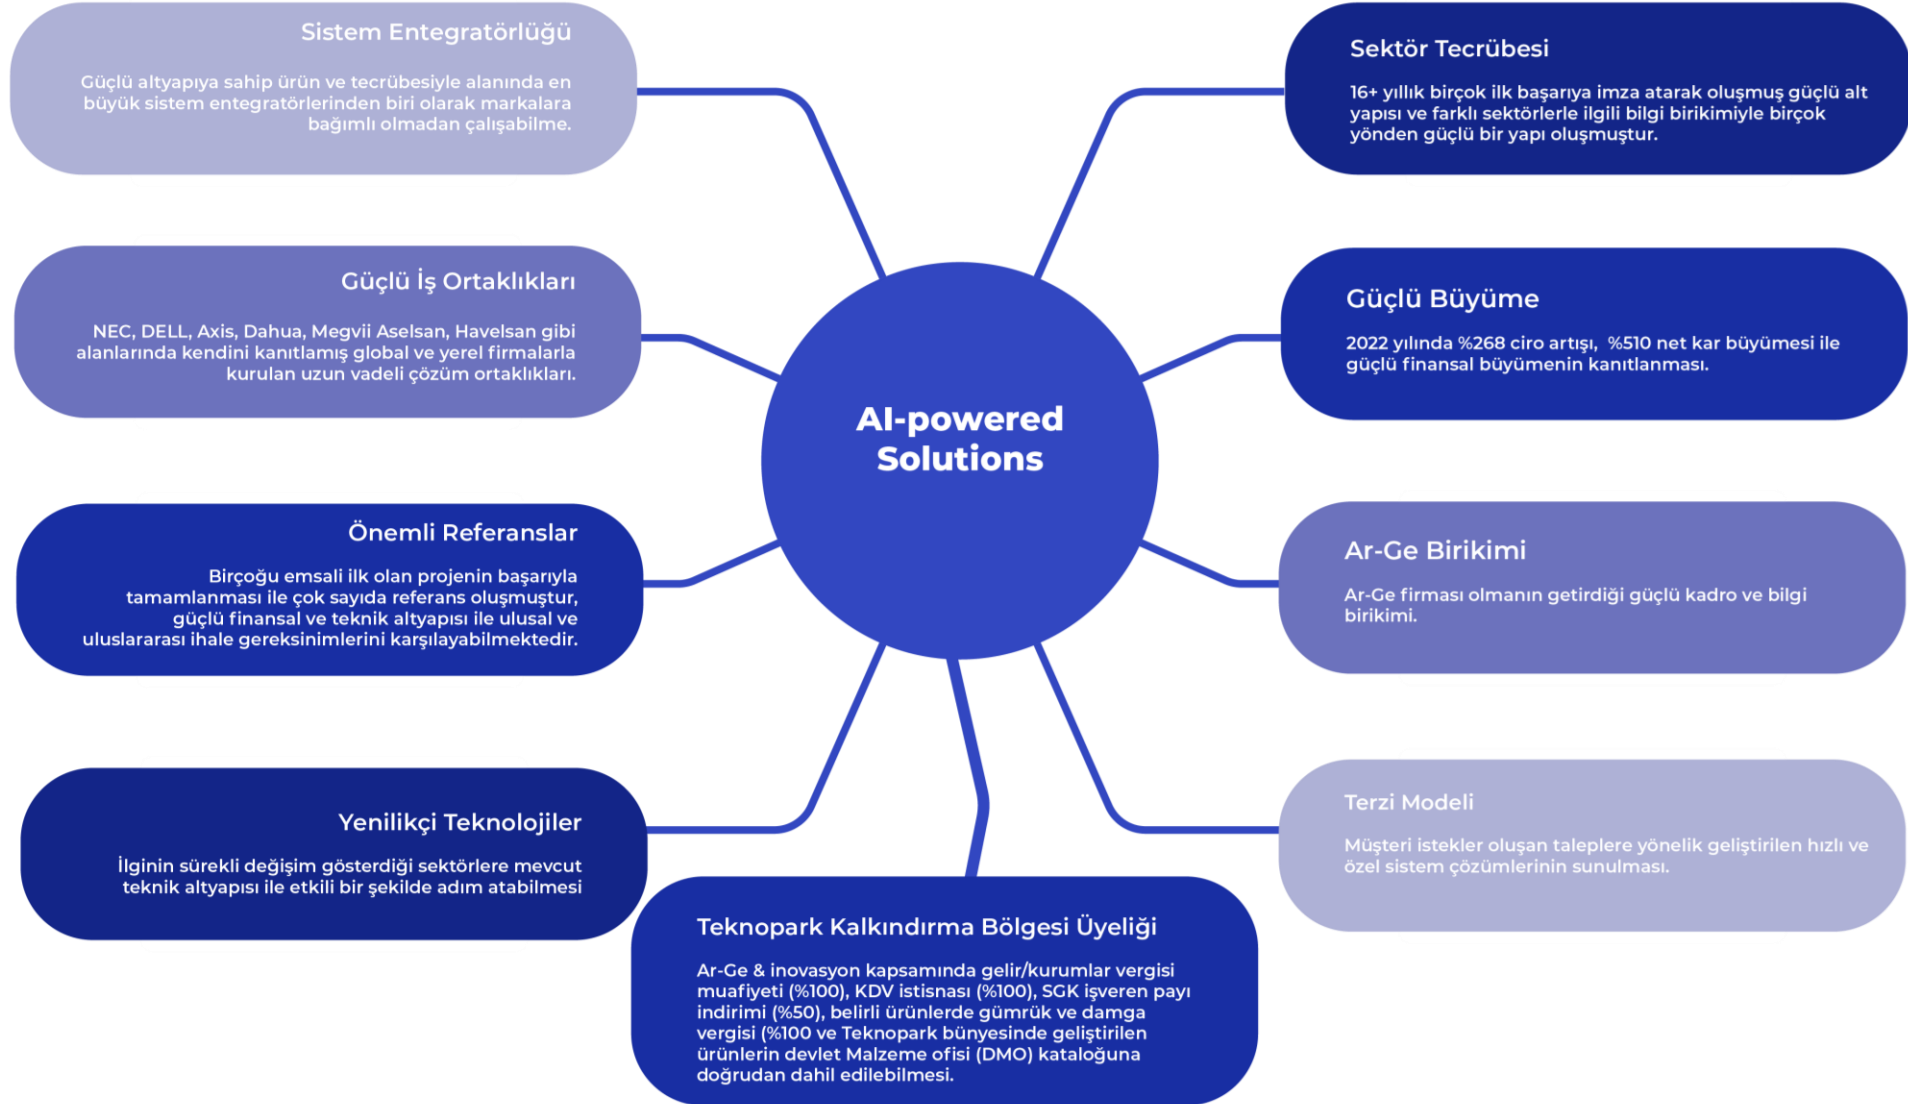 Sistem Entegratörlüğü
Güçlü altyapıya sahip ürün ve tecrübesiyle alanında en
büyük sistem entegratörlerinden biri olarak markalara
bağımlı olmadan çalışabilme.
Güçlü İş Ortaklıkları
NEC, DELL, Axis, Dahua, Megvii Aselsan, Havelsan gibi
alanlarında kendini kanıtlamış global ve yerel firmalarla
kurulan uzun vadeli çözüm ortaklıkları.
Önemli Referanslar
Birçoğu emsali ilk olan projenin başarıyla
tamamlanması ile çok sayıda referans oluşmuştur,
güçlü finansal ve teknik altyapısı ile ulusal ve
uluslararası ihale gereksinimlerini karşılayabilmektedir.
Yenilikçi Teknolojiler
İlginin sürekli değişim gösterdiği sektörlere mevcut
teknik altyapısı ile etkili bir şekilde adım atabilmesi
AI-powered
Solutions
Sektör Tecrübesi
16+ yıllık birçok ilk başarıya imza atarak oluşmuş güçlü alt
yapısı ve farklı sektörlerle ilgili bilgi birikimiyle birçok
yönden güçlü bir yapı oluşmuştur.
Güçlü Büyüme
2022 yılında %268 ciro artışı, %510 net kar büyümesi ile
güçlü finansal büyümenin kanıtlanması.
Ar-Ge Birikimi
Ar-Ge firması olmanın getirdiği güçlü kadro ve bilgi
birikimi.
Terzi Modeli
Müşteri istekler oluşan taleplere yönelik geliştirilen hızlı ve
özel sistem çözümlerinin sunulması.
Teknopark Kalkındırma Bölgesi Üyeliği
Ar-Ge & inovasyon kapsamında gelir/kurumlar vergisi
muafiyeti (%100), KDV istisnası (%100), SGK işveren payı
indirimi (%50), belirli ürünlerde gümrük ve damga
vergisi (%100 ve Teknopark bünyesinde geliştirilen
ürünlerin devlet Malzeme ofisi (DMO) kataloğuna
doğrudan dahil edilebilmesi.